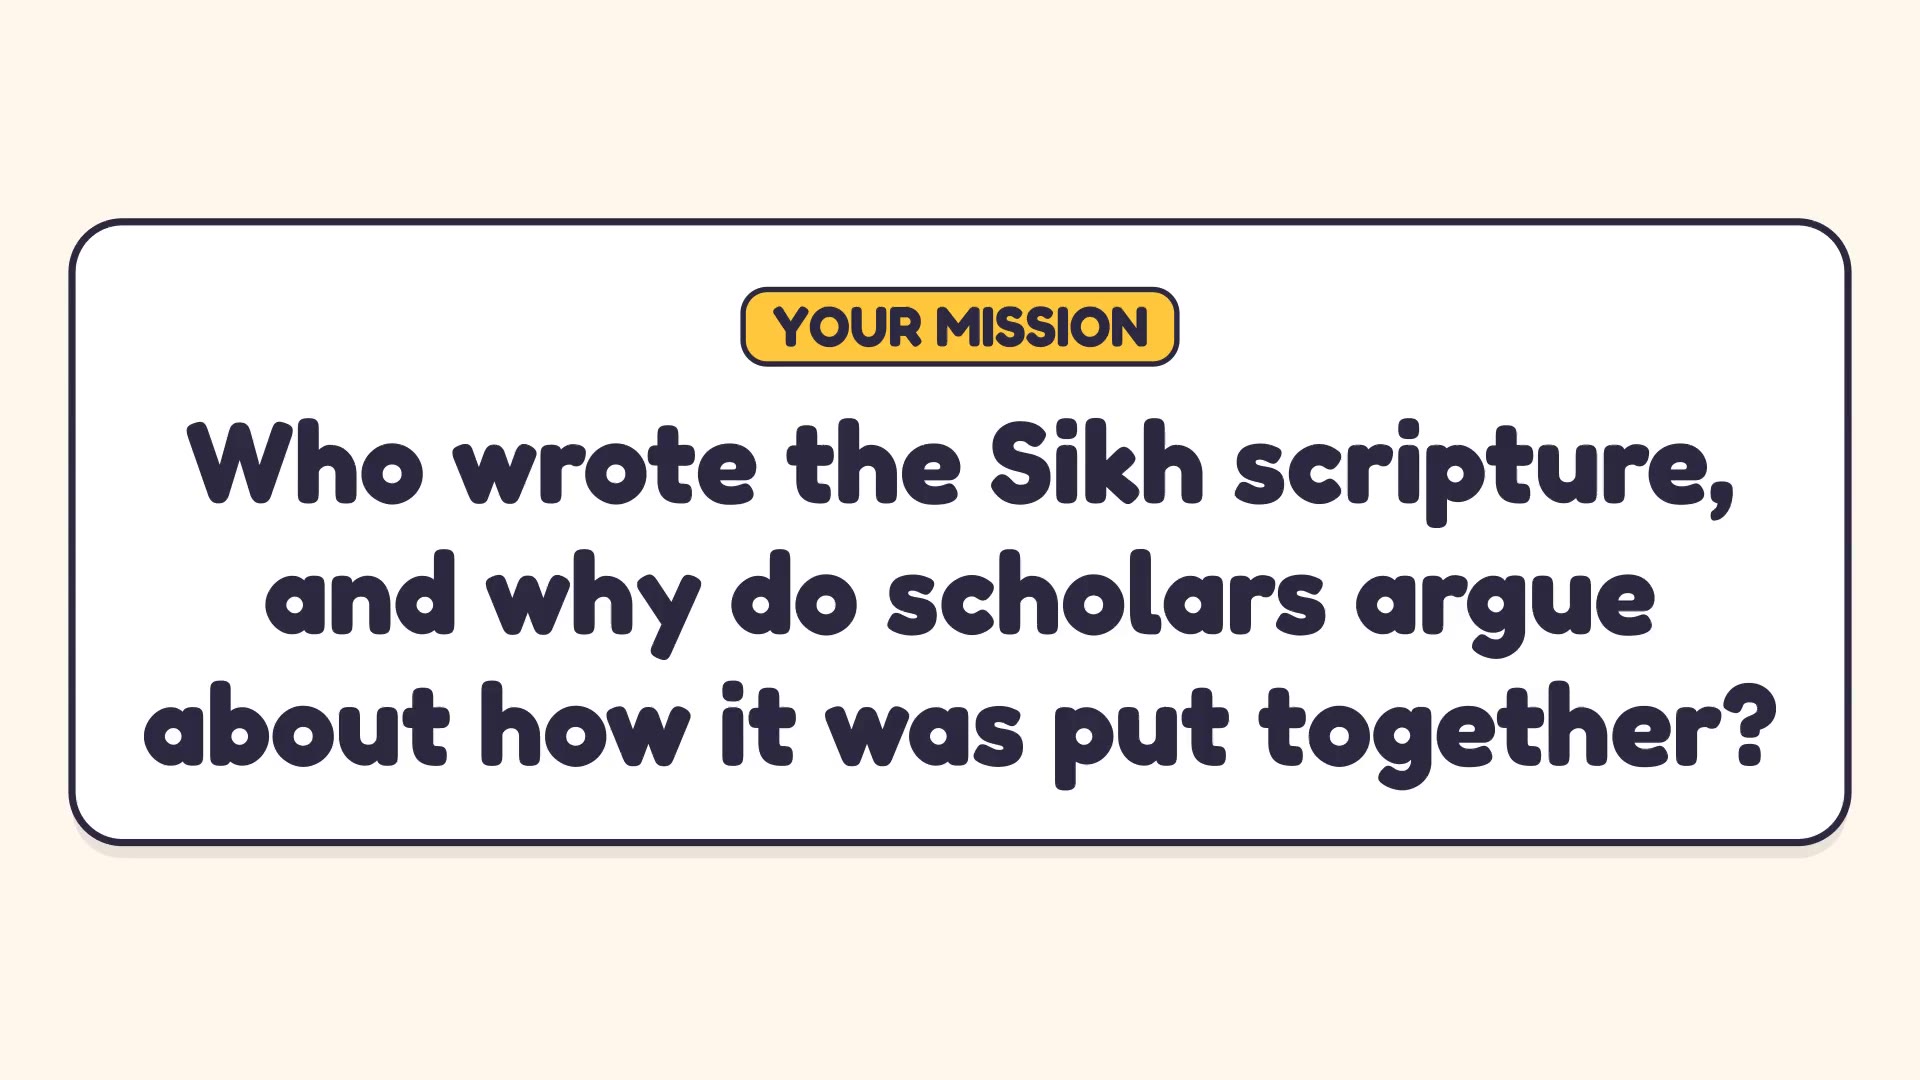 YOUR MISSION
Who wrote the Sikh scripture,
and why do scholars argue
about how it was put together?